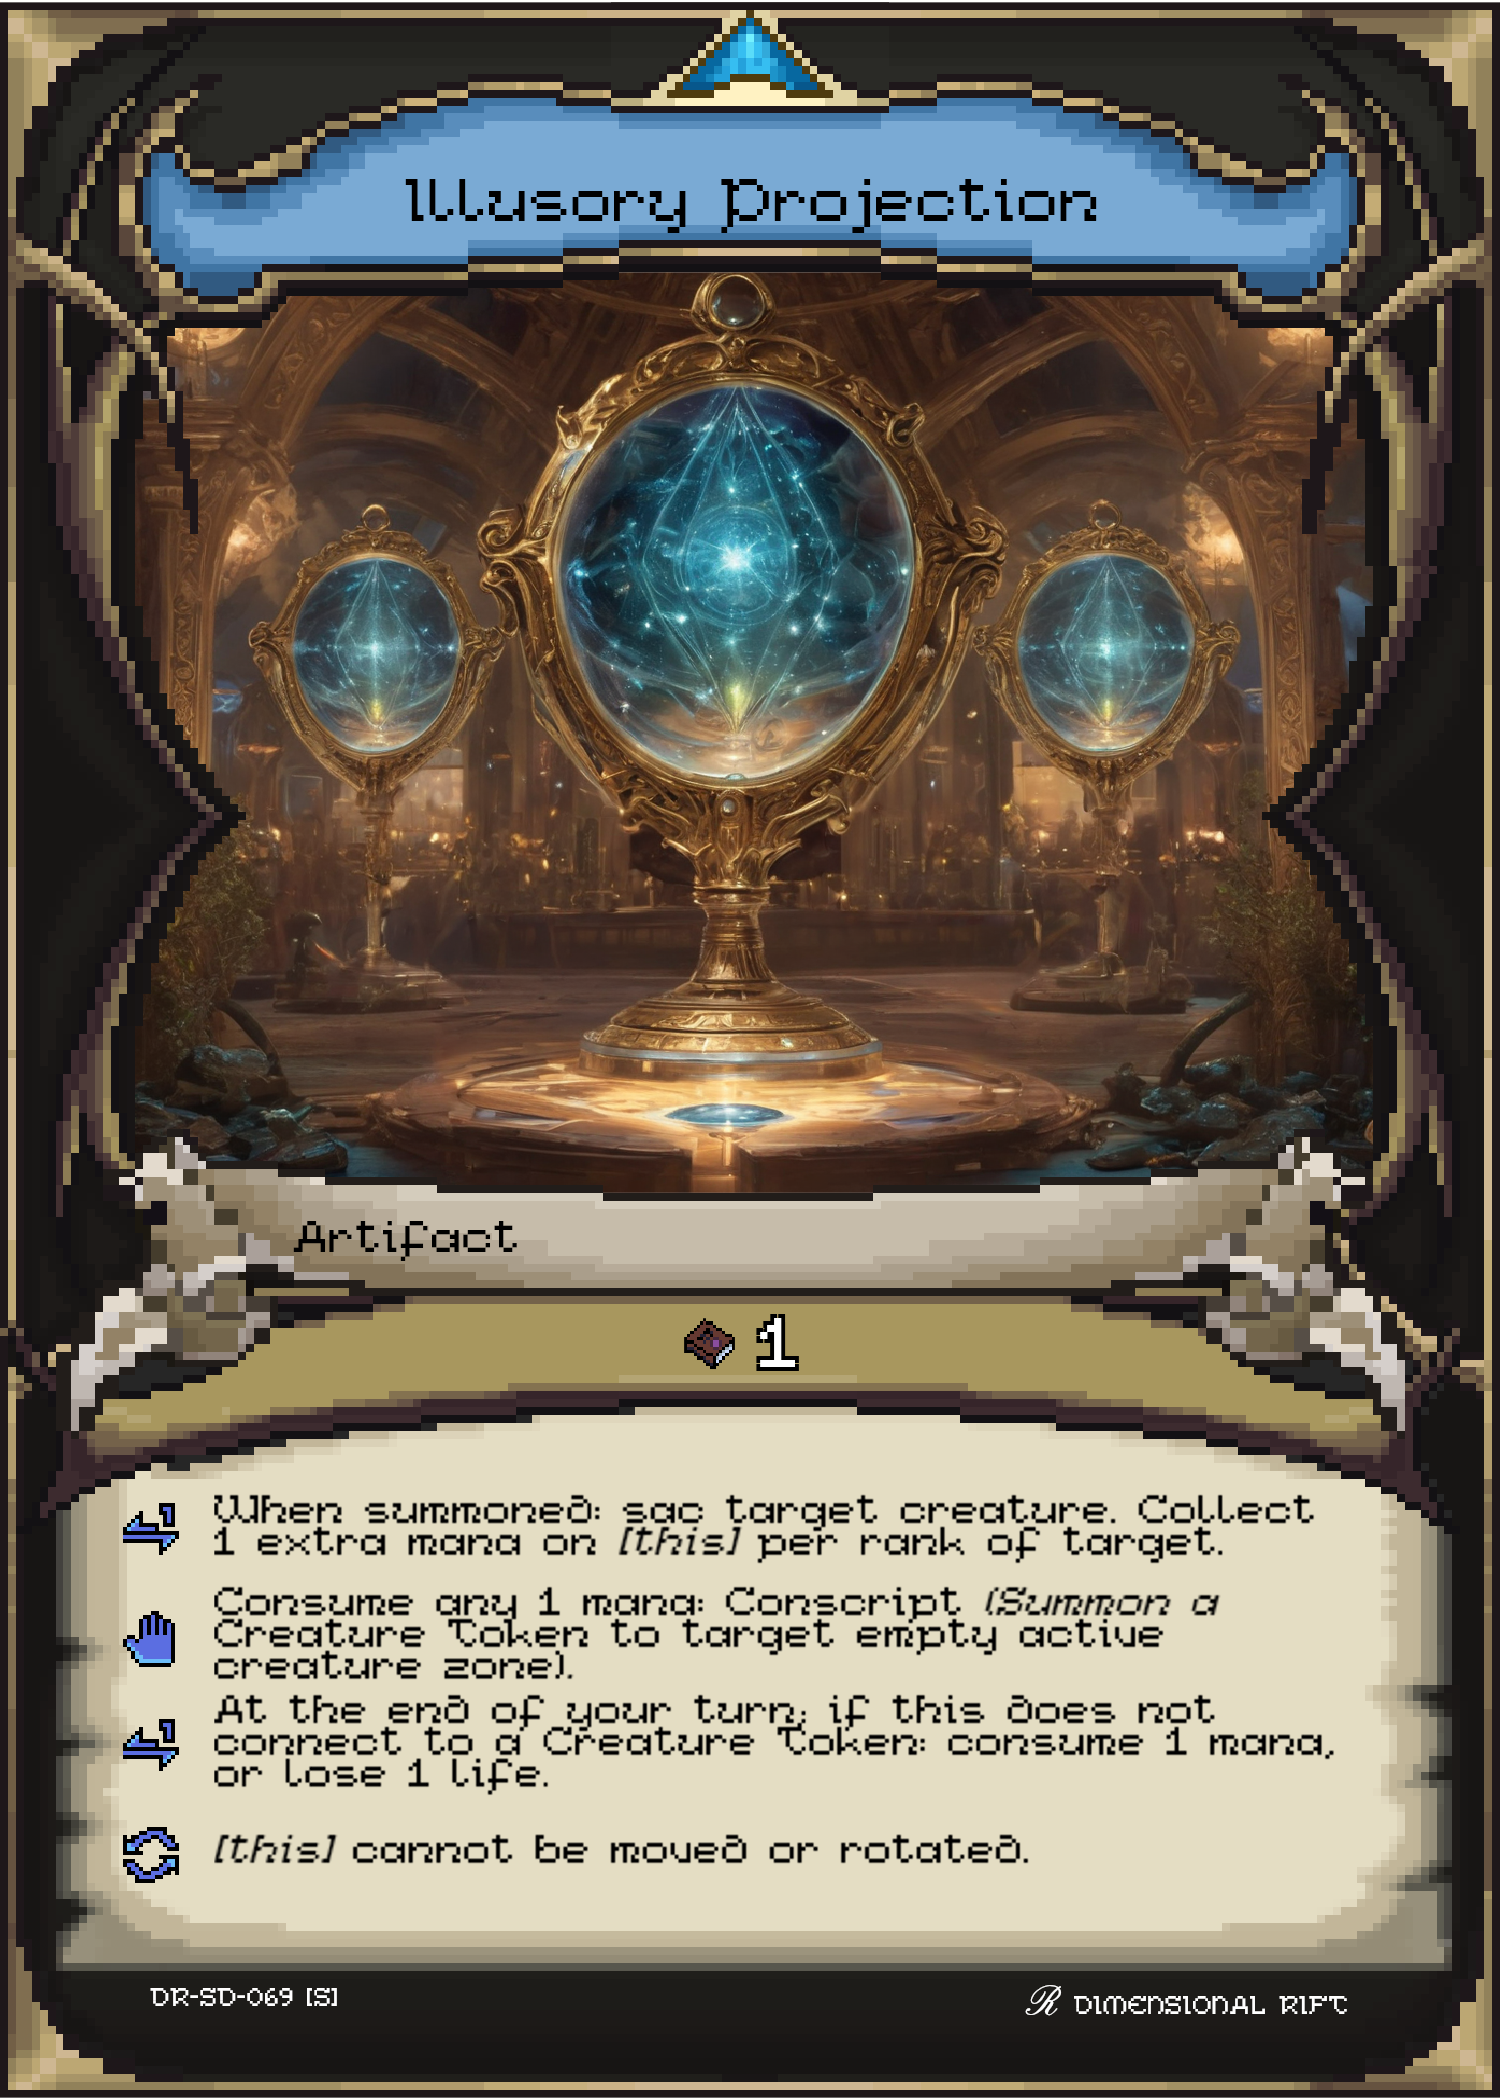 Illusory Projection
Artifact
1
When summoned: sac target creature. Collect
1 extra mana on [this] per rank of target.
Consume any 1 mana: Conscript (Summon a
Creature Token to target empty active
creature zone).
At the end of your turn; if this does not
connect to a Creature Token: consume 1 mana,
or lose 1 life.
[this] cannot be moved or rotated.
DR-SD-069 [S]
R DIMENSIONAL RIFT